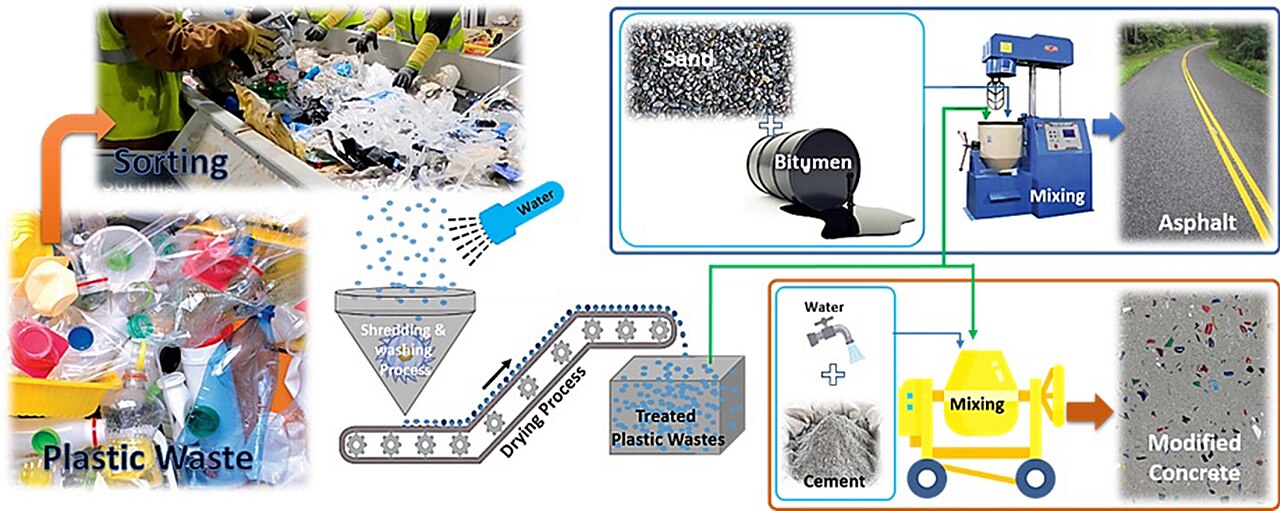 Sorting
Plastic Waste
Water
Shredding &
washing
Process
Drying Process
Treated
Plastic Wastes
Sand
Bitumen
Mixing
Asphalt
Water
Cement
Mixing
Modified
Concrete